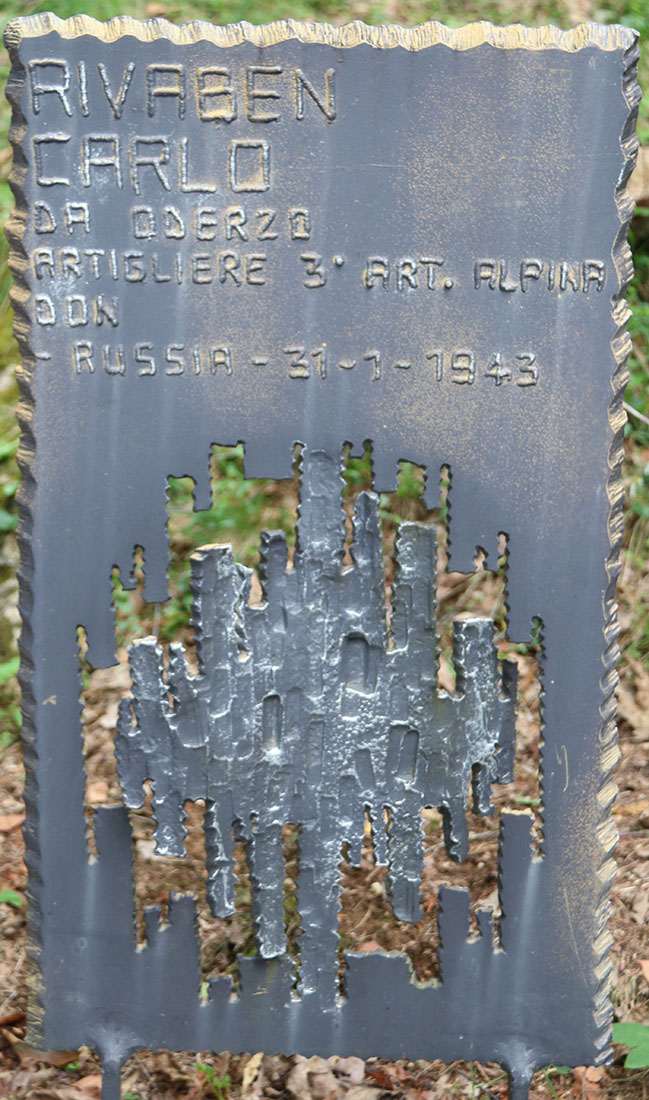 RIVABEN
CARLO
DA ODERZO
ARTIGLIERE 3° ART. ALPINA
DON
- RUSSIA - 31-1-1943